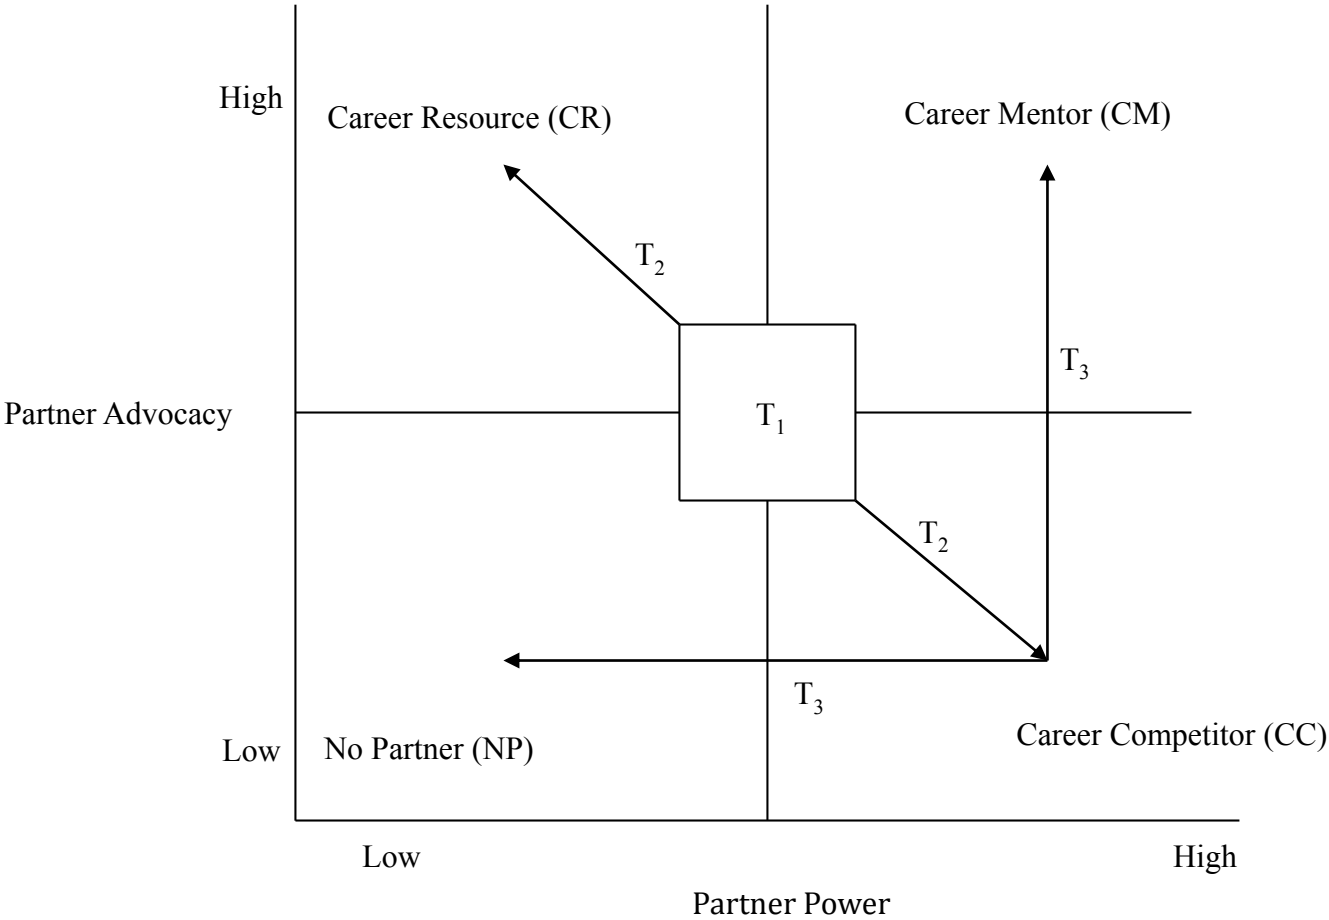 High
Career Resource (CR)
Career Mentor (CM)
T₂
T₃
Partner Advocacy
T₁
T₂
T₃
Career Competitor (CC)
Low
No Partner (NP)
Low
High
Partner Power